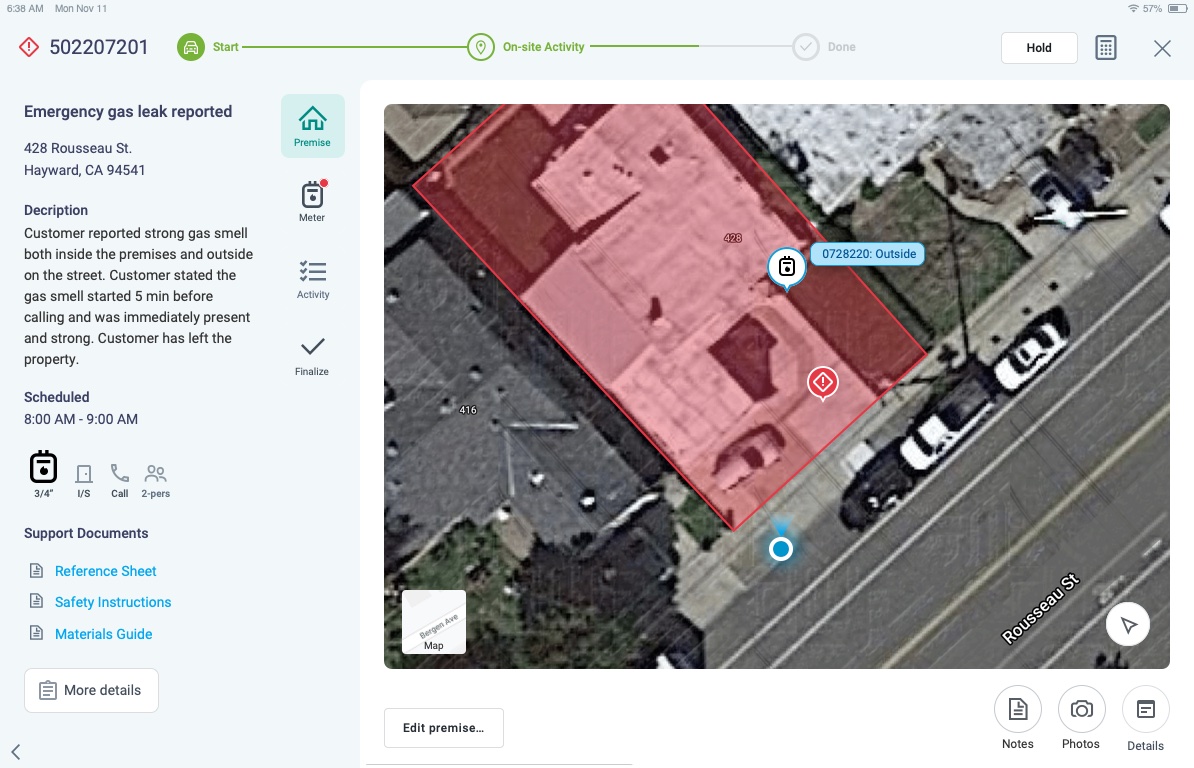 6:38 AM Mon Nov 11
57%
502207201
Start
On-site Activity
Done
Hold
Emergency gas leak reported
428 Rousseau St.
Hayward, CA 94541
Decription
Customer reported strong gas smell
both inside the premises and outside
on the street. Customer stated the
gas smell started 5 min before
calling and was immediately present
and strong. Customer has left the
property.
Scheduled
8:00 AM - 9:00 AM
3/4"
I/S
Call
2-pers
Support Documents
Reference Sheet
Safety Instructions
Materials Guide
More details
Premise
Meter
Activity
Finalize
428
0728220: Outside
416
Rousseau St
Bergen Ave
Map
Edit premise...
Notes
Photos
Details